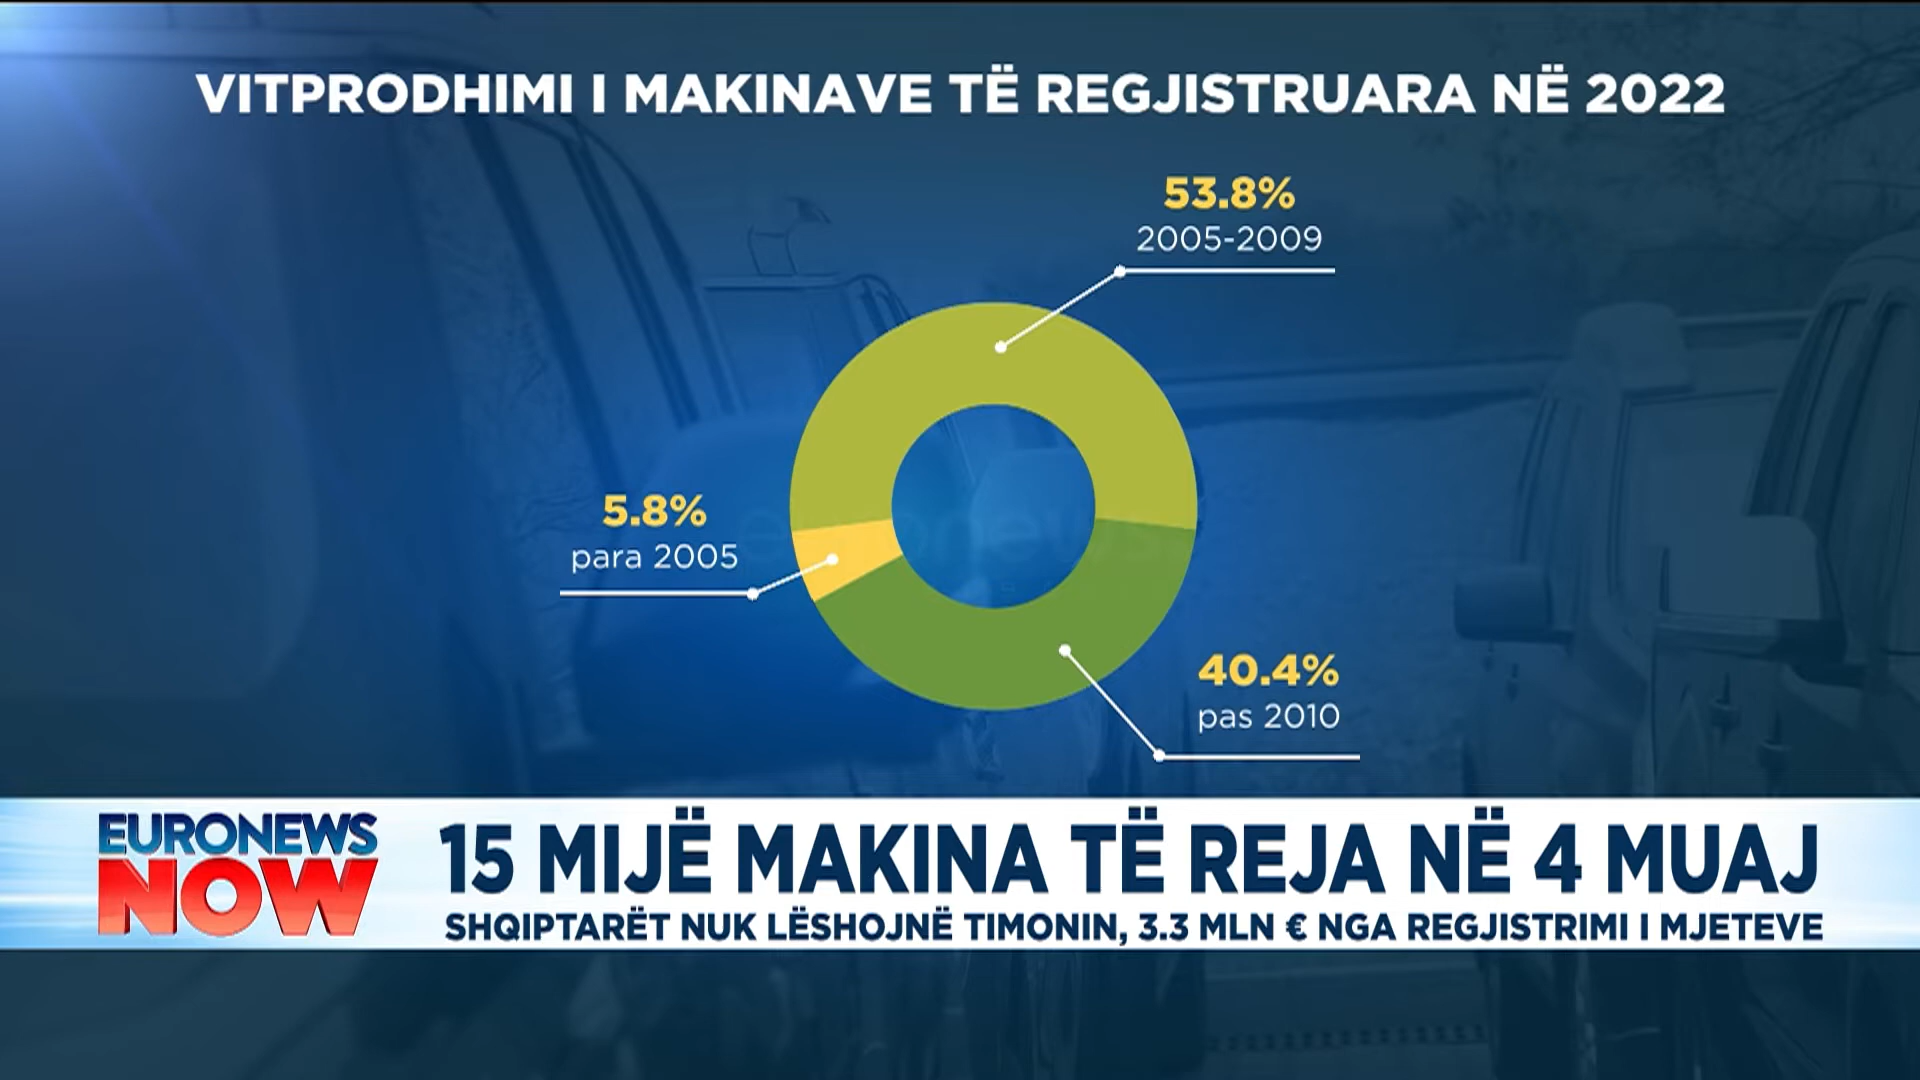 VITPRODHIMI I MAKINAVE TË REGJISTRUARA NË 2022
53.8%
2005-2009
5.8%
para 2005
euronews
40.4%
pas 2010
EURONEWS
NOW
15 MIJË MAKINA TË REJA NË 4 MUAJ
SHQIPTARËT NUK LËSHOJNË TIMONIN, 3.3 MLN € NGA REGJISTRIMI I MJETEVE